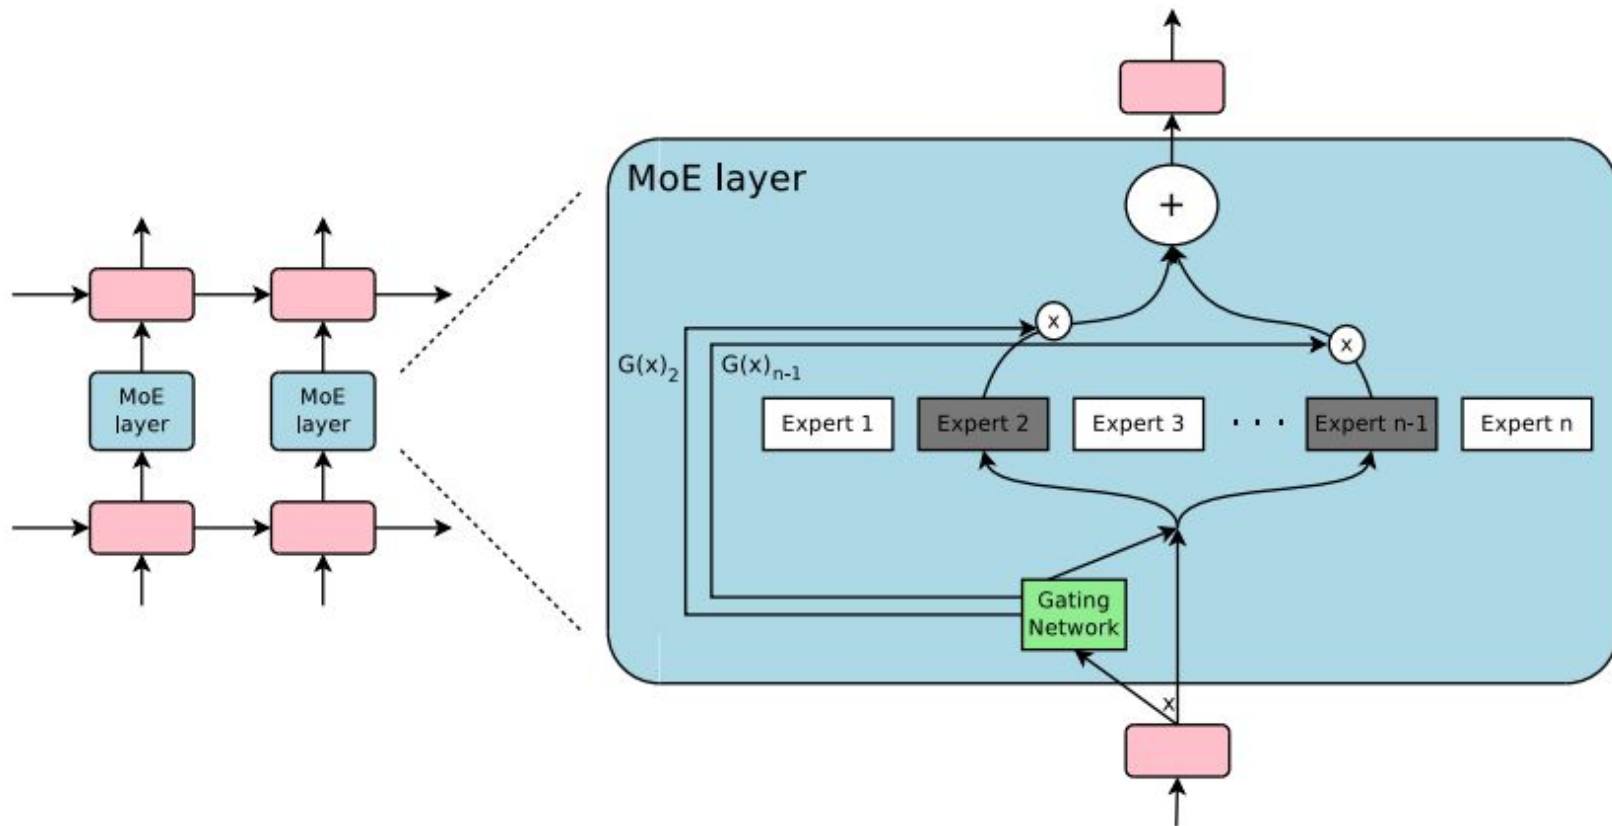 MoE layer
+
x
x
G(x)₂
G(x)ₙ₋₁
MoE
layer
MoE
layer
Expert 1
Expert 2
Expert 3
. . .
Expert n-1
Expert n
Gating
Network
x